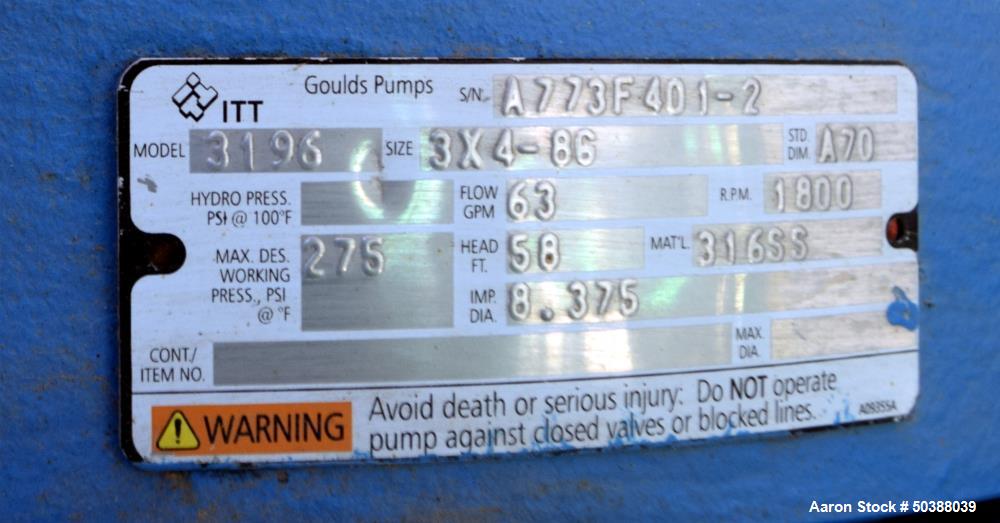 ITT Goulds Pumps S/N A773F401-2
MODEL 3196 SIZE 3X4-8G STD. DIM. A70
HYDRO PRESS. PSI @ 100°F FLOW GPM 63 R.P.M. 1800
MAX. DES. WORKING PRESS., PSI @ °F 275 HEAD FT. 58 MAT'L. 316SS
IMP. DIA. 8.375
CONT./ ITEM NO. MAX. DIA.
WARNING Avoid death or serious injury: Do NOT operate
pump against closed valves or blocked lines. A09355A
Aaron Stock # 50388039